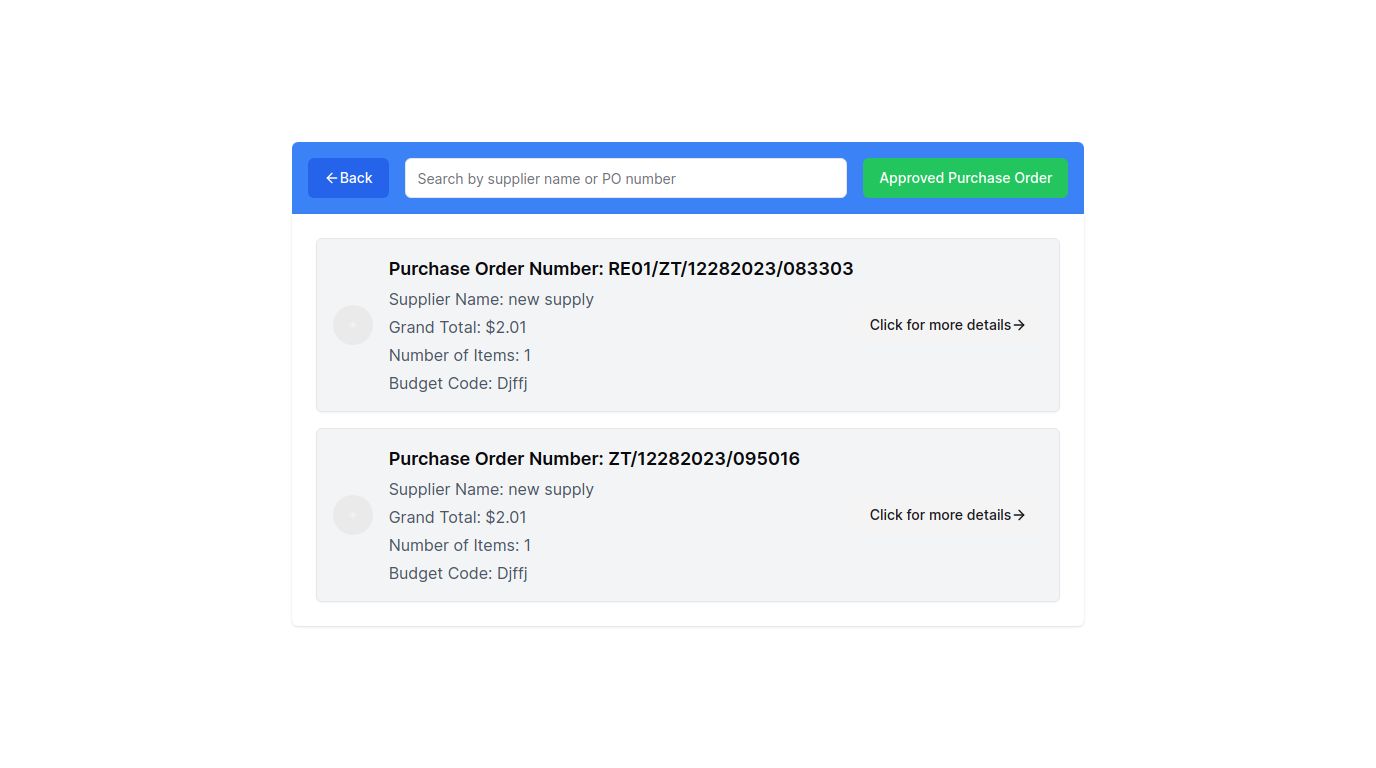 Back
Search by supplier name or PO number
Approved Purchase Order
Purchase Order Number: RE01/ZT/12282023/083303
Supplier Name: new supply
Grand Total: $2.01
Number of Items: 1
Budget Code: Djffj
Click for more details
Purchase Order Number: ZT/12282023/095016
Supplier Name: new supply
Grand Total: $2.01
Number of Items: 1
Budget Code: Djffj
Click for more details